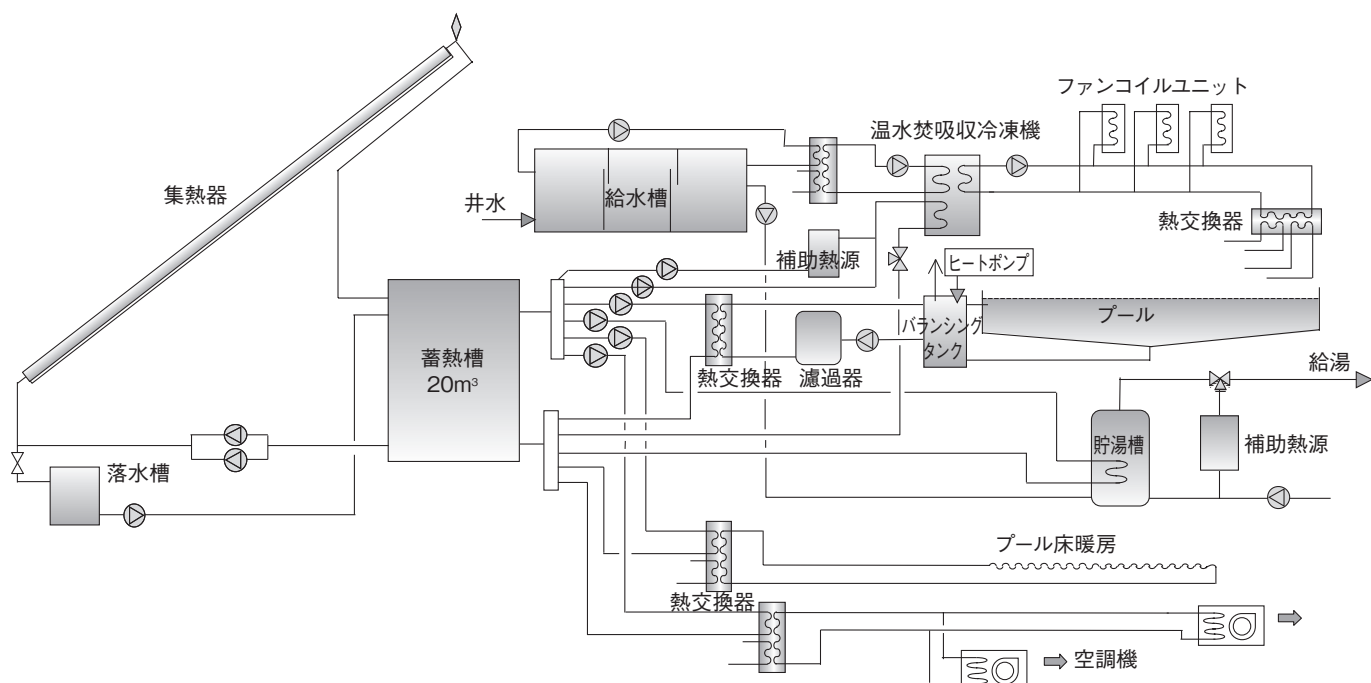 ファンコイルユニット
温水焚吸収冷凍機
集熱器
給水槽
井水
熱交換器
補助熱源
ヒートポンプ
バランシング
タンク
プール
蓄熱槽
20m³
熱交換器
濾過器
給湯
貯湯槽
補助熱源
落水槽
プール床暖房
熱交換器
空調機